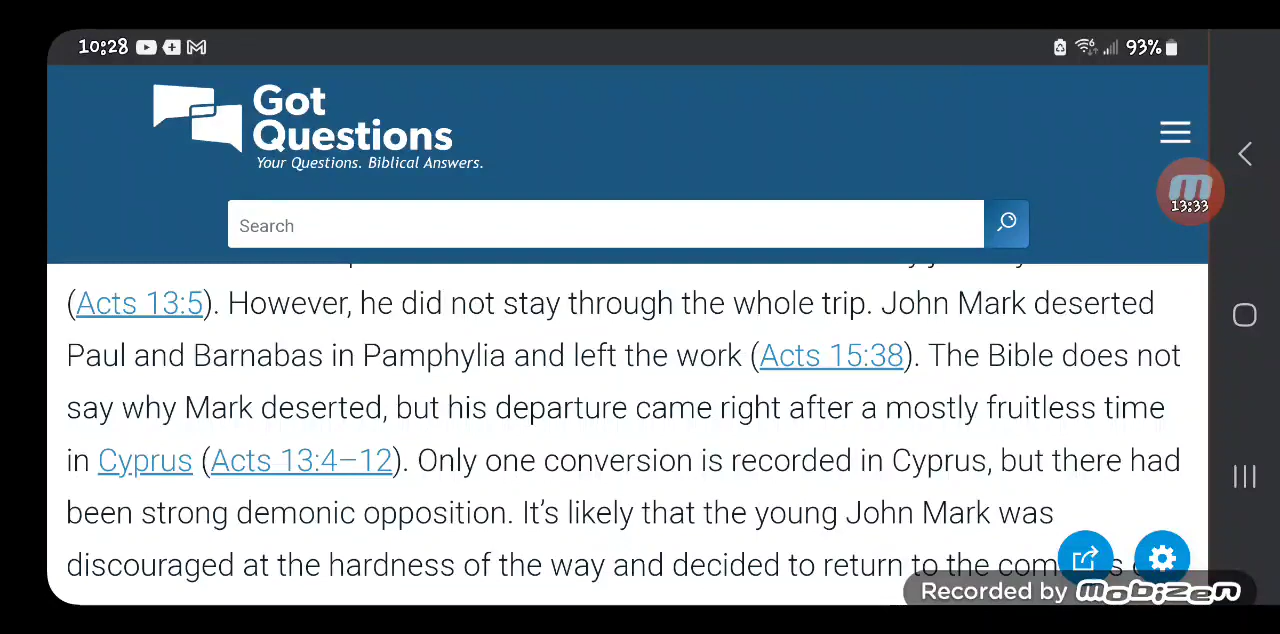 10:28 93%
Got
Questions
Your Questions. Biblical Answers.
13:33
Search
(Acts 13:5). However, he did not stay through the whole trip. John Mark deserted
Paul and Barnabas in Pamphylia and left the work (Acts 15:38). The Bible does not
say why Mark deserted, but his departure came right after a mostly fruitless time
in Cyprus (Acts 13:4–12). Only one conversion is recorded in Cyprus, but there had
been strong demonic opposition. It’s likely that the young John Mark was
discouraged at the hardness of the way and decided to return to the
Recorded by Mobizen